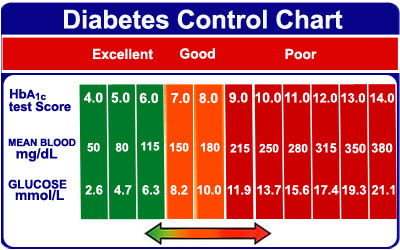 Diabetes Control Chart
Excellent Good Poor
HbA1c test Score 4.0 5.0 6.0 7.0 8.0 9.0 10.0 11.0 12.0 13.0 14.0
MEAN BLOOD mg/dL 50 80 115 150 180 215 250 280 315 350 380
GLUCOSE mmol/L 2.6 4.7 6.3 8.2 10.0 11.9 13.7 15.6 17.4 19.3 21.1